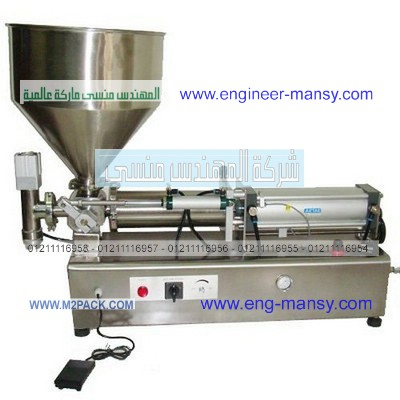 المهندس منسى ماركة عالمية
www.engineer-mansy.com
شركة المهندس منسى
01211116958 - 01211116957 - 01211116956 - 01211116955 - 01211116954
WWW.M2PACK.COM
www.eng-mansy.com